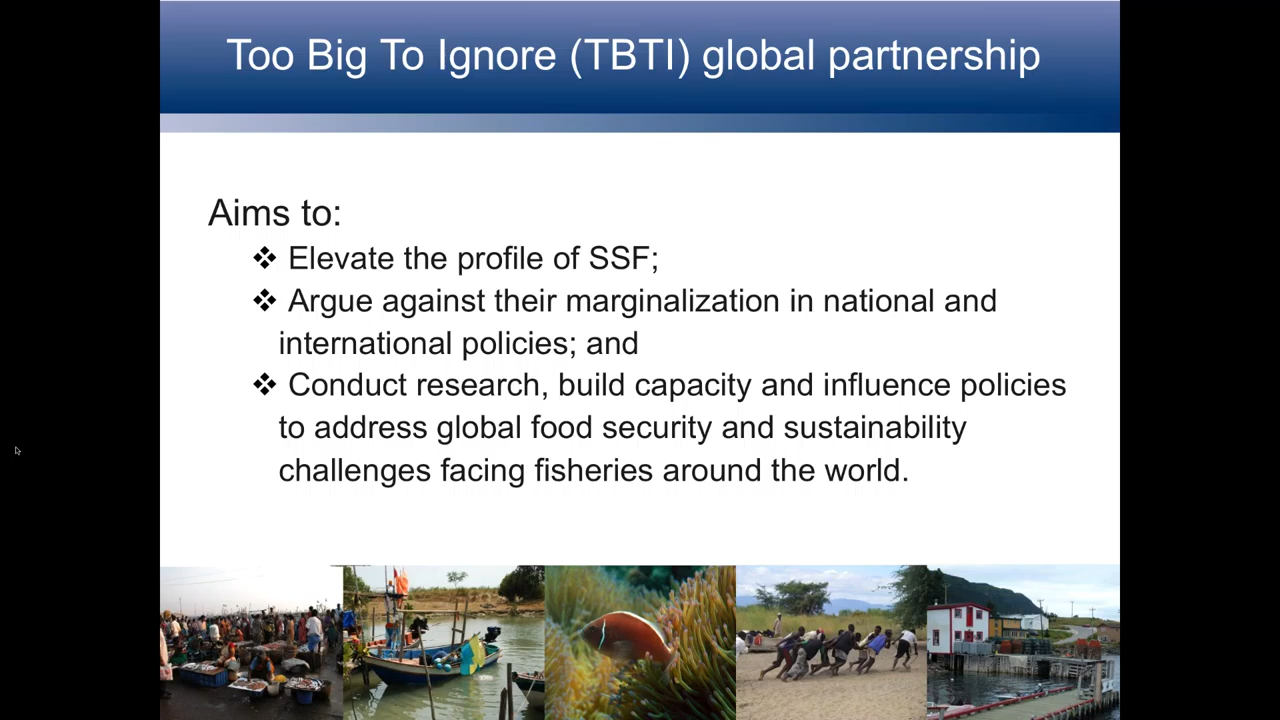 Too Big To Ignore (TBTI) global partnership
Aims to:
❖ Elevate the profile of SSF;
❖ Argue against their marginalization in national and
international policies; and
❖ Conduct research, build capacity and influence policies
to address global food security and sustainability
challenges facing fisheries around the world.